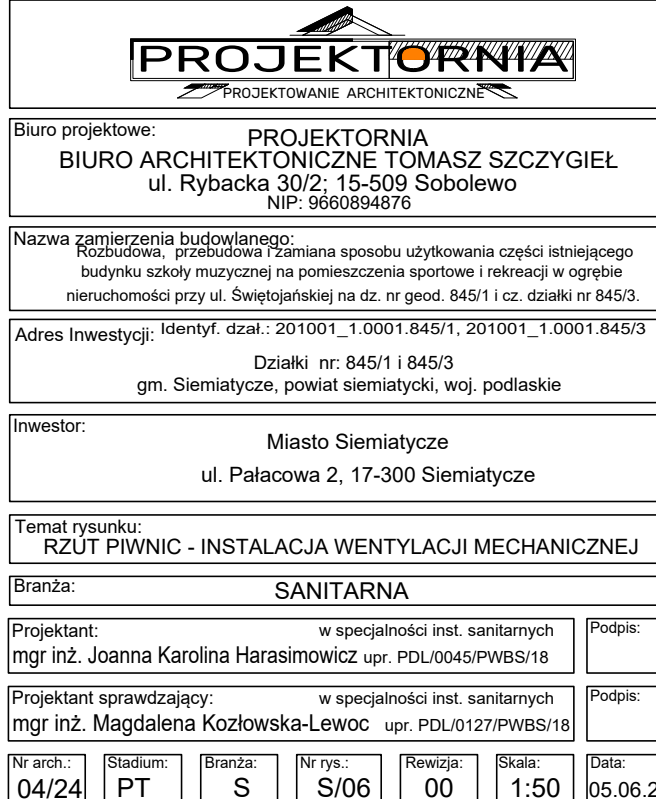 PROJEKTORNIA
PROJEKTOWANIE ARCHITEKTONICZNE
Biuro projektowe:
PROJEKTORNIA
BIURO ARCHITEKTONICZNE TOMASZ SZCZYGIEŁ
ul. Rybacka 30/2; 15-509 Sobolewo
NIP: 9660894876
Nazwa zamierzenia budowlanego:
Rozbudowa, przebudowa i zamiana sposobu użytkowania części istniejącego
budynku szkoły muzycznej na pomieszczenia sportowe i rekreacji w ogrębie
nieruchomości przy ul. Świętojańskiej na dz. nr geod. 845/1 i cz. działki nr 845/3.
Adres Inwestycji: Identyf. dzał.: 201001_1.0001.845/1, 201001_1.0001.845/3
Działki nr: 845/1 i 845/3
gm. Siemiatycze, powiat siemiatycki, woj. podlaskie
Inwestor:
Miasto Siemiatycze
ul. Pałacowa 2, 17-300 Siemiatycze
Temat rysunku:
RZUT PIWNIC - INSTALACJA WENTYLACJI MECHANICZNEJ
Branża: SANITARNA
Projektant: w specjalności inst. sanitarnych Podpis:
mgr inż. Joanna Karolina Harasimowicz upr. PDL/0045/PWBS/18
Projektant sprawdzający: w specjalności inst. sanitarnych Podpis:
mgr inż. Magdalena Kozłowska-Lewoc upr. PDL/0127/PWBS/18
Nr arch.: Stadium: Branża: Nr rys.: Rewizja: Skala: Data:
04/24 PT S S/06 00 1:50 05.06.2